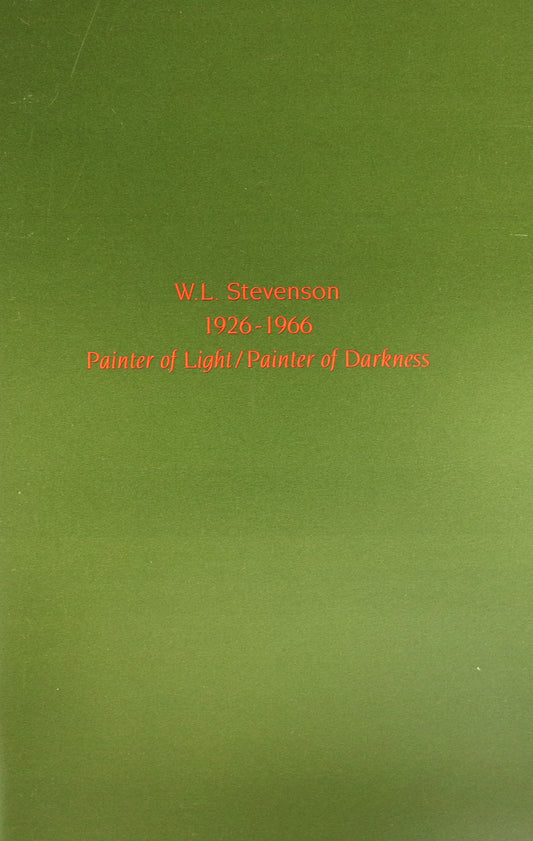 W.L. Stevenson
1926-1966
Painter of Light/Painter of Darkness